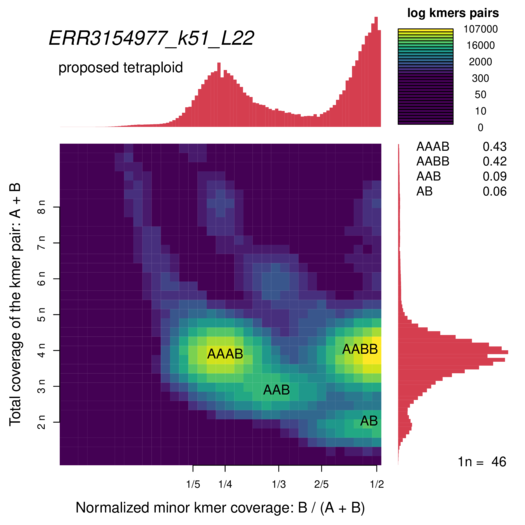 ERR3154977_k51_L22
proposed tetraploid
log kmers pairs
107000
16000
2000
300
50
10
0
AAAB 0.43
AABB 0.42
AAB 0.09
AB 0.06
Total coverage of the kmer pair: A + B
8 n
7 n
6 n
5 n
4 n
3 n
2 n
AAAB
AABB
AAB
AB
1n = 46
1/5 1/4 1/3 2/5 1/2
Normalized minor kmer coverage: B / (A + B)